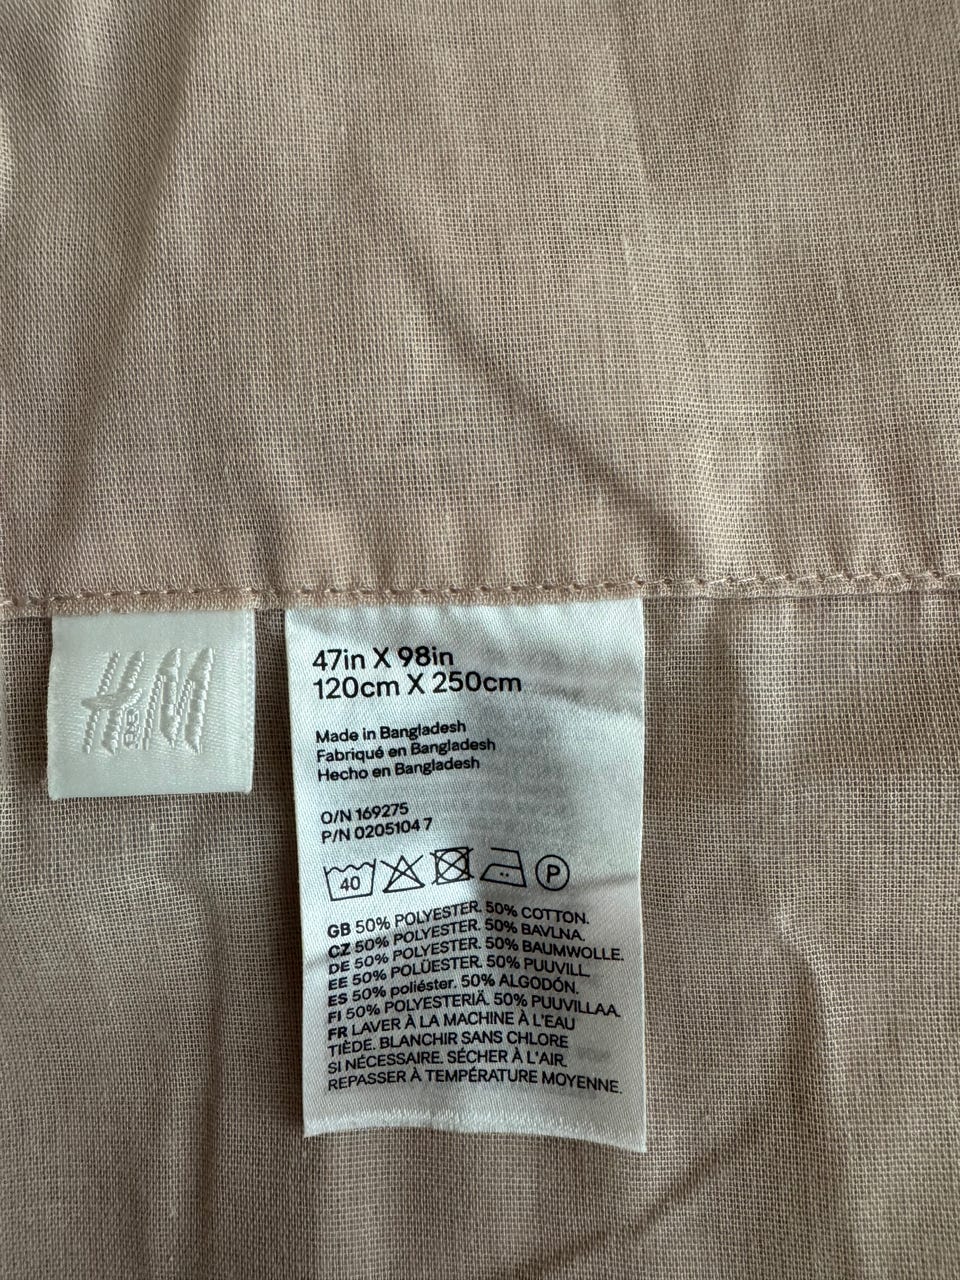 H&M
47in X 98in
120cm X 250cm
Made in Bangladesh
Fabriqué en Bangladesh
Hecho en Bangladesh
O/N 169275
P/N 0205104 7
40 P
GB 50% POLYESTER. 50% COTTON.
CZ 50% POLYESTER. 50% BAVLNA.
DE 50% POLYESTER. 50% BAUMWOLLE.
EE 50% POLÜESTER. 50% PUUVILL.
ES 50% poliéster. 50% ALGODÓN.
FI 50% POLYESTERIÄ. 50% PUUVILLAA.
FR LAVER À LA MACHINE À L'EAU
TIÈDE. BLANCHIR SANS CHLORE
SI NÉCESSAIRE. SÉCHER À L'AIR.
REPASSER À TEMPÉRATURE MOYENNE.